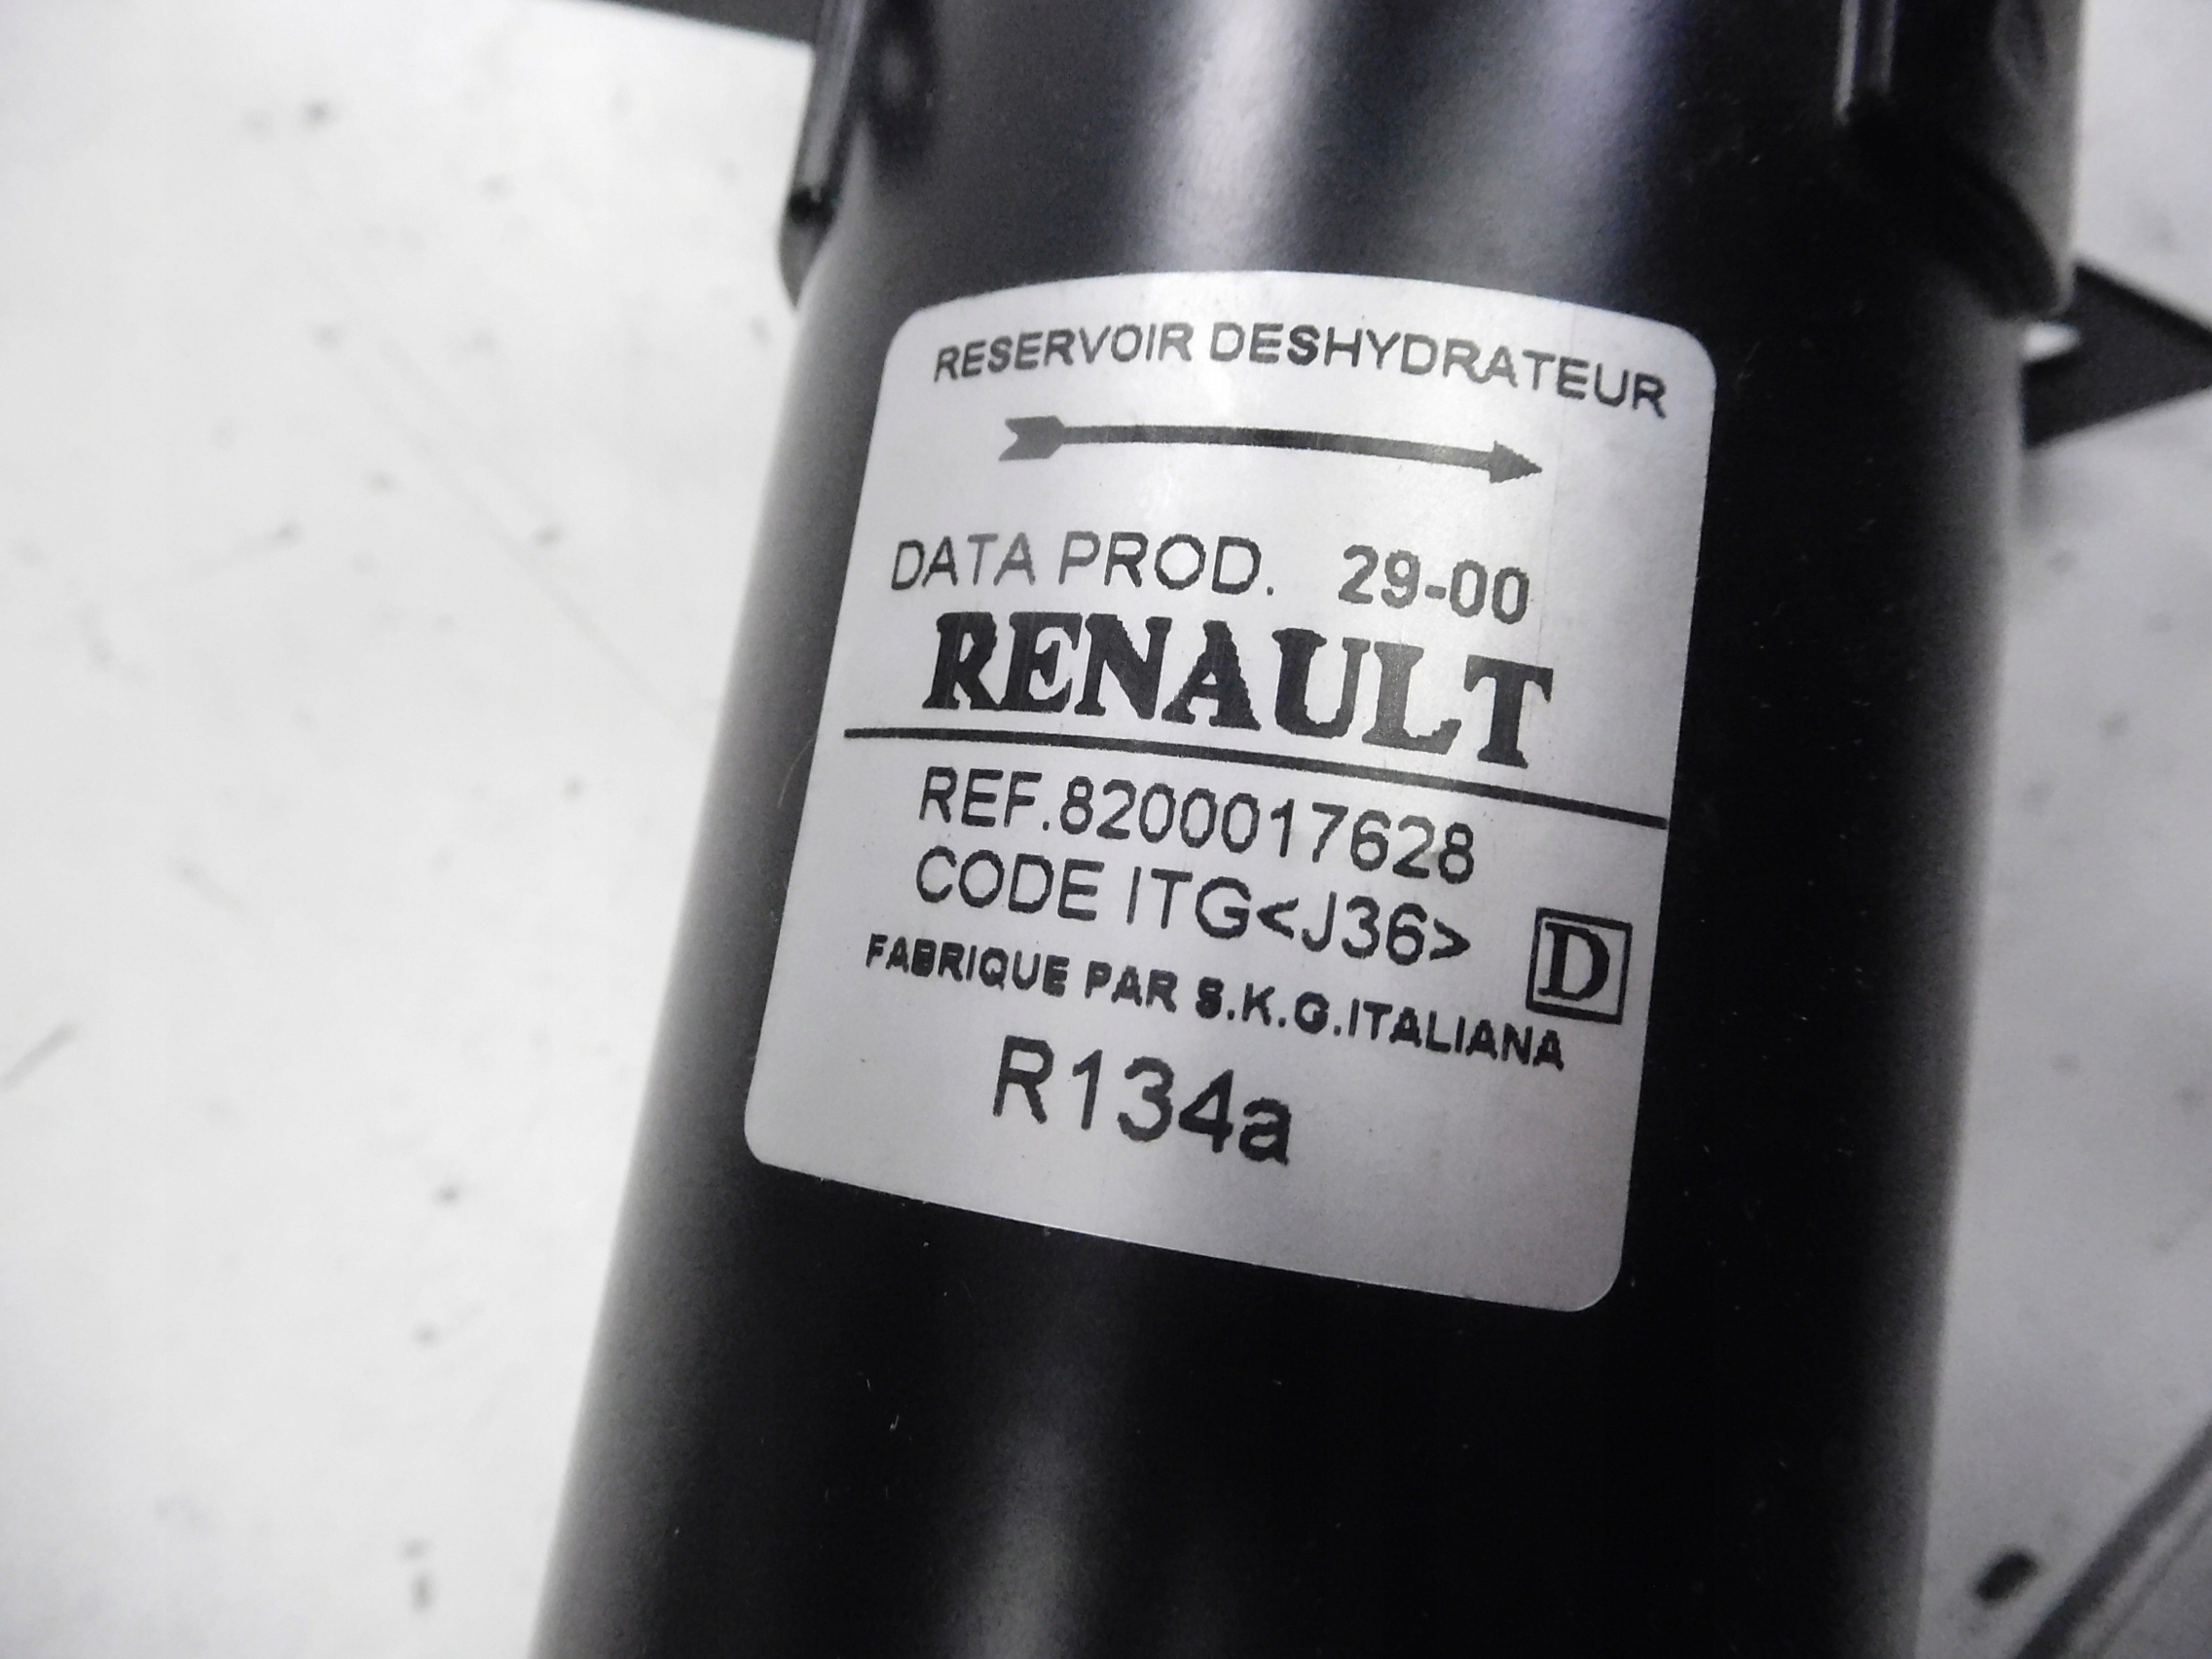 RESERVOIR DESHYDRATEUR
DATA PROD. 29-00
RENAULT
REF.8200017628
CODE ITG<J36>
D
FABRIQUE PAR S.K.G.ITALIANA
R134a